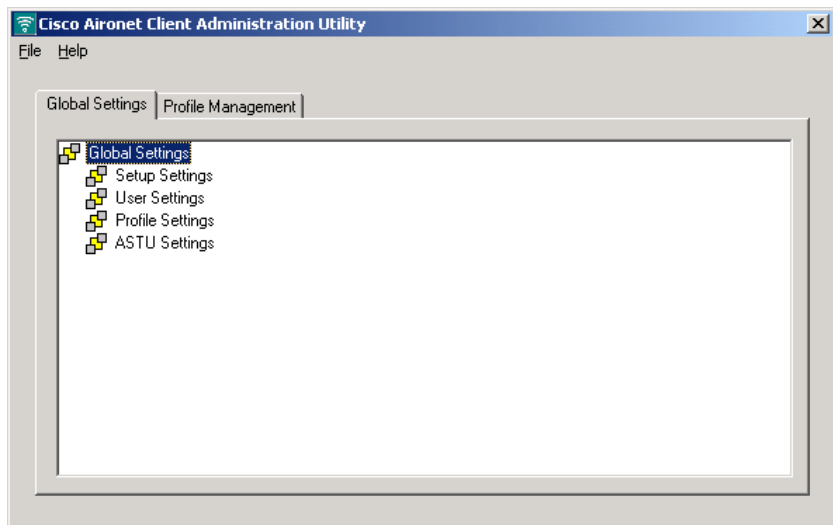 Cisco Aironet Client Administration Utility
File Help
Global Settings Profile Management
Global Settings
Setup Settings
User Settings
Profile Settings
ASTU Settings